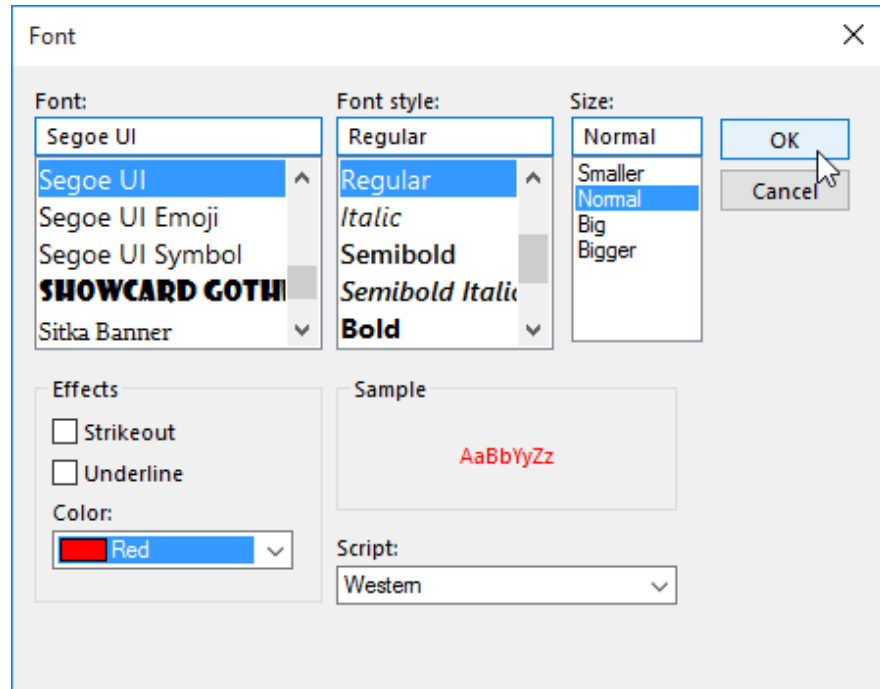 Font
Font:
Segoe UI
Segoe UI
Segoe UI Emoji
Segoe UI Symbol
SHOWCARD GOTHI
Sitka Banner
Font style:
Regular
Regular
Italic
Semibold
Semibold Italic
Bold
Size:
Normal
Smaller
Normal
Big
Bigger
OK
Cancel
Effects
Strikeout
Underline
Color:
Red
Sample
AaBbYyZz
Script:
Western